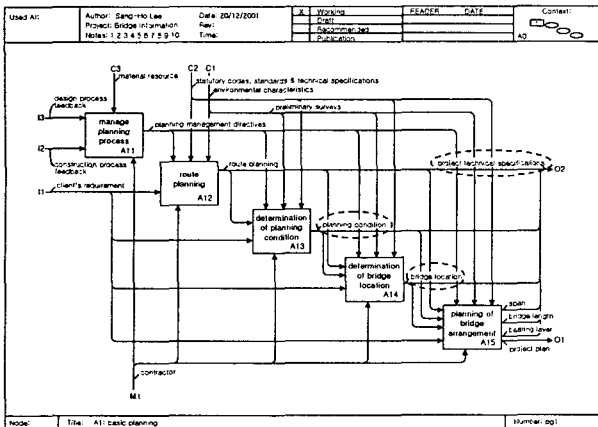 Used At:
Author: Sang-Ho Lee
Date: 20/12/2001
Project: Bridge Information
Rev:
Notes: 1 2 3 4 5 6 7 8 9 10
Time:
X Working
Draft
Recommended
Publication
READER DATE
Context:
A0
C3
C2 C1
material resource
statutory codes, standards & technical specifications
environmental characteristics
design process
feedback
preliminary surveys
I3
manage
planning
process
A11
planning management directives
I2
construction process
feedback
route planning
project technical specifications
O2
I1
client's requirement
route
planning
A12
determination
of planning
condition
A13
planning condition
determination
of bridge
location
A14
bridge location
span
planning of
bridge
arrangement
A15
bridge length
O1
project plan
contractor
M1
Node:
Title: A1: basic planning
Number: pg1